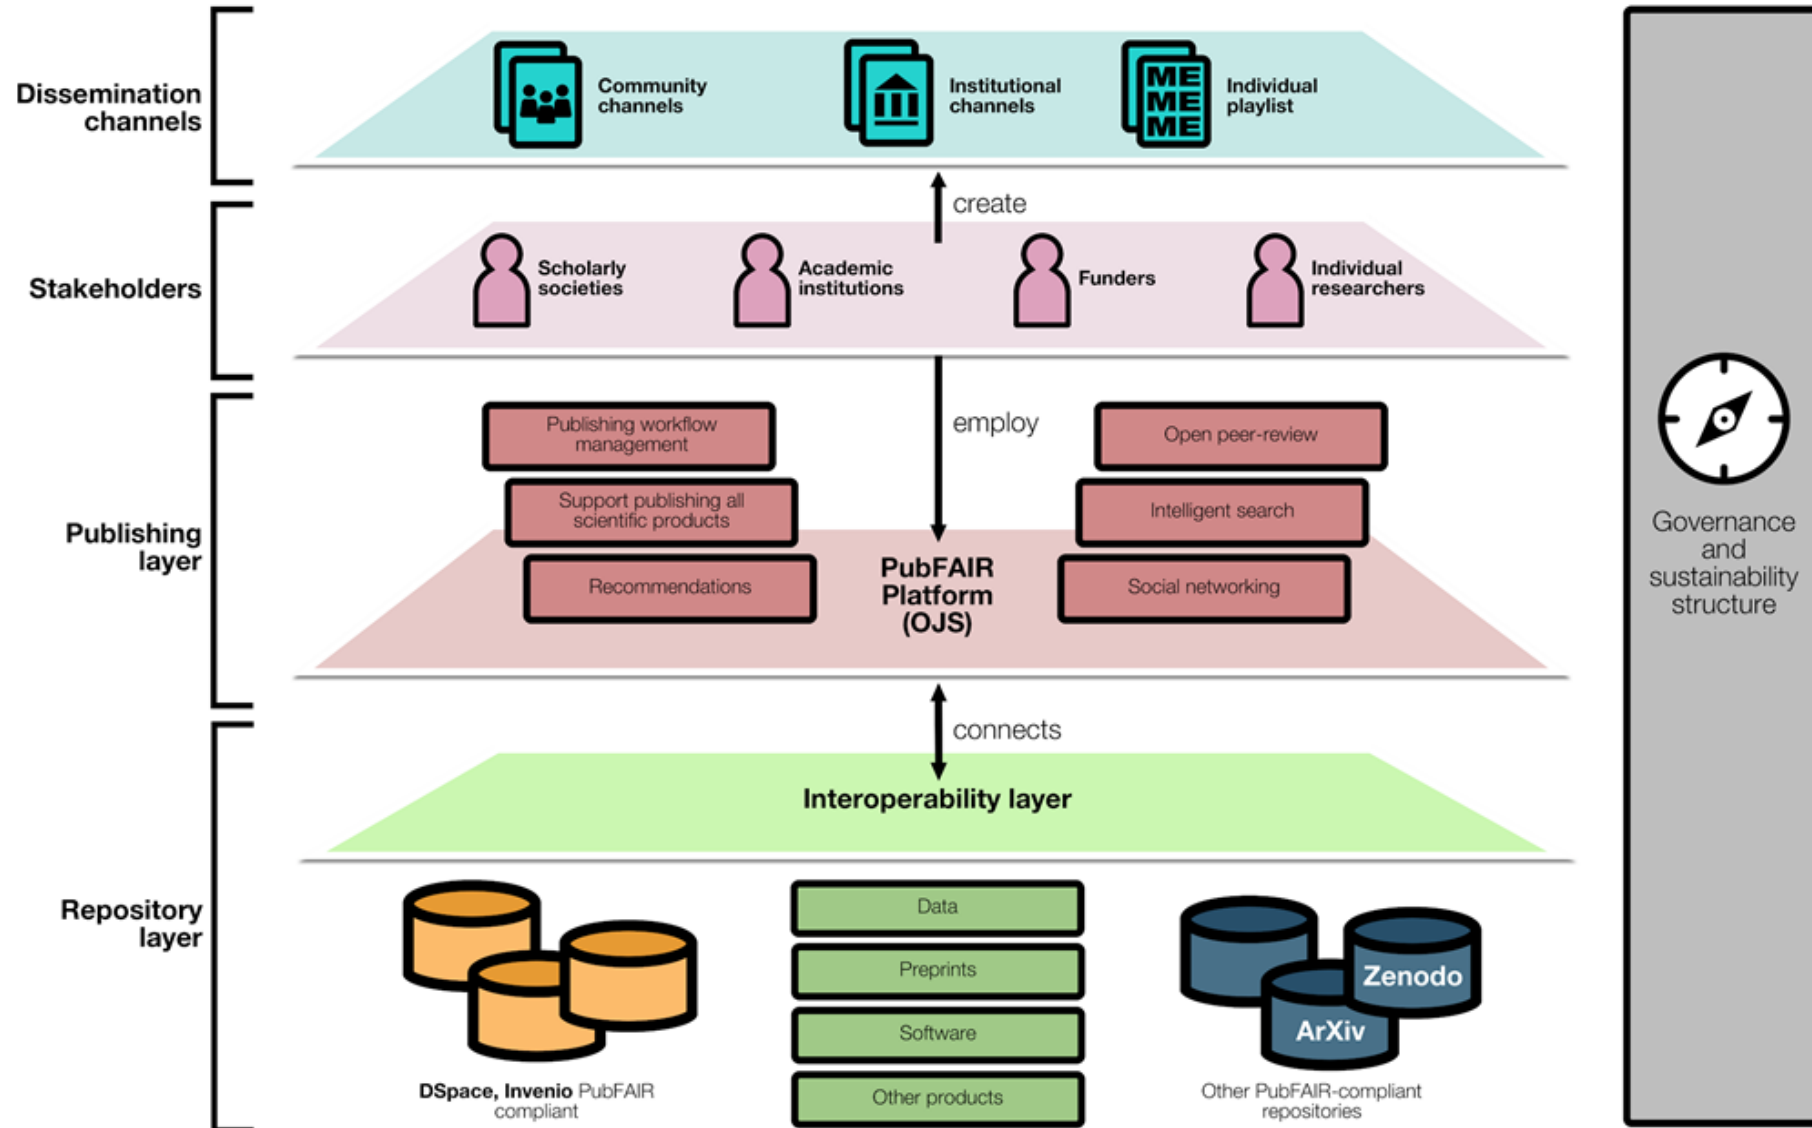 Dissemination
channels
Community
channels
Institutional
channels
ME
ME
ME
Individual
playlist
create
Stakeholders
Scholarly
societies
Academic
institutions
Funders
Individual
researchers
employ
Publishing
layer
Publishing workflow
management
Support publishing all
scientific products
Recommendations
PubFAIR
Platform
(OJS)
Open peer-review
Intelligent search
Social networking
connects
Repository
layer
Interoperability layer
DSpace, Invenio PubFAIR
compliant
Data
Preprints
Software
Other products
Zenodo
ArXiv
Other PubFAIR-compliant
repositories
Governance
and
sustainability
structure